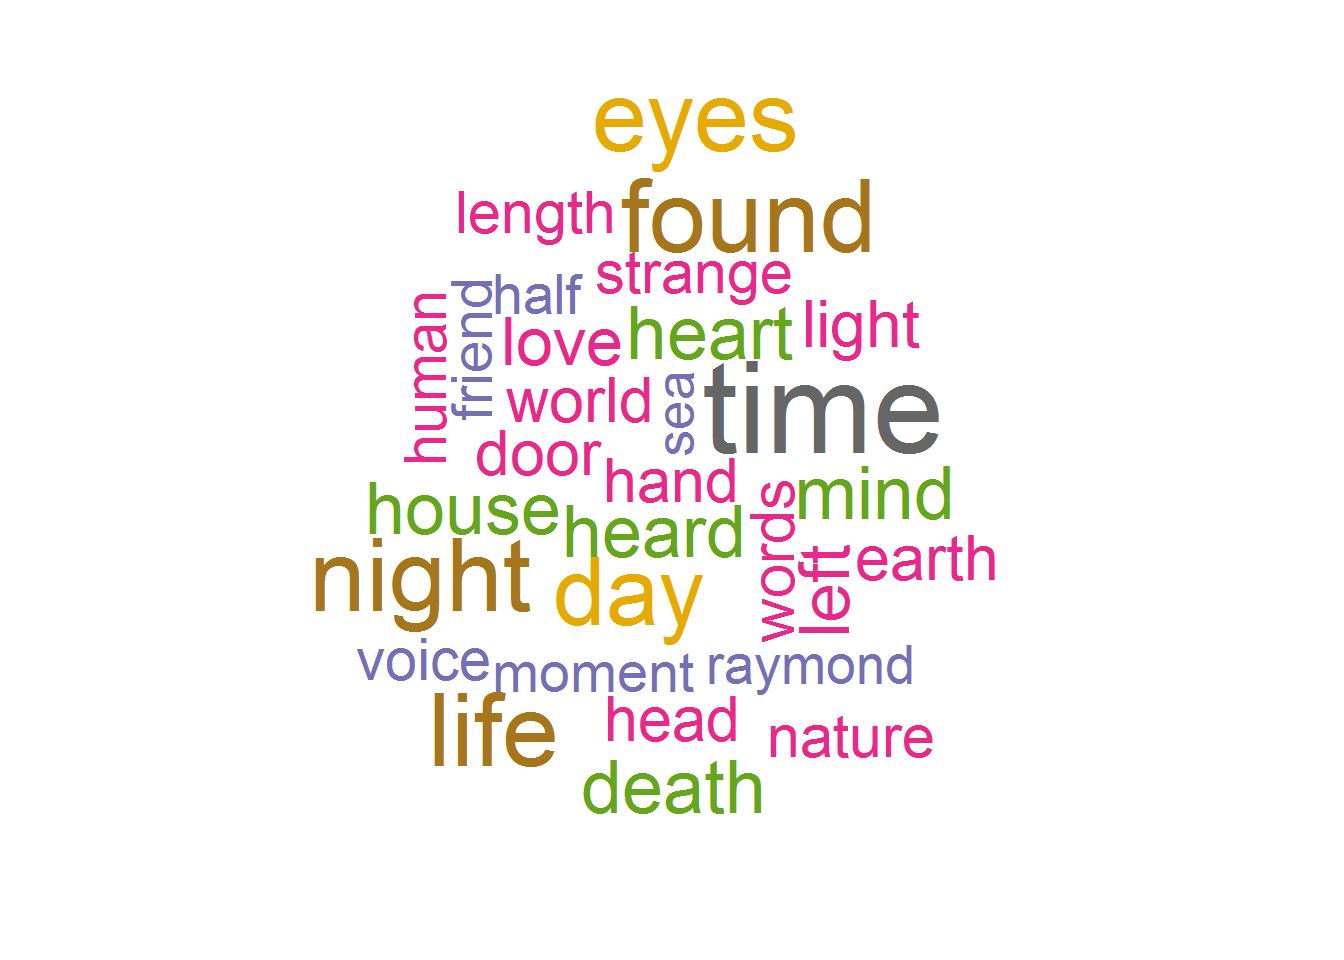 eyes
length
found
strange
half
friend
human
love
heart
light
world
sea
time
door
hand
words
mind
house
heard
left
earth
night
day
voice
moment
raymond
life
head
nature
death